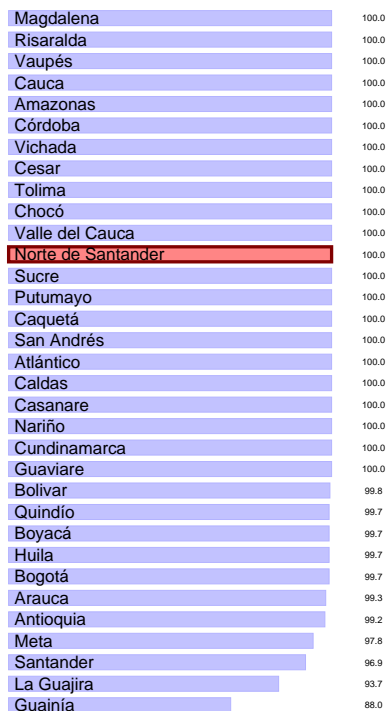 Magdalena 100.0
Risaralda 100.0
Vaupés 100.0
Cauca 100.0
Amazonas 100.0
Córdoba 100.0
Vichada 100.0
Cesar 100.0
Tolima 100.0
Chocó 100.0
Valle del Cauca 100.0
Norte de Santander 100.0
Sucre 100.0
Putumayo 100.0
Caquetá 100.0
San Andrés 100.0
Atlántico 100.0
Caldas 100.0
Casanare 100.0
Nariño 100.0
Cundinamarca 100.0
Guaviare 100.0
Bolivar 99.8
Quindío 99.7
Boyacá 99.7
Huila 99.7
Bogotá 99.7
Arauca 99.3
Antioquia 99.2
Meta 97.8
Santander 96.9
La Guajira 93.7
Guainía 88.0